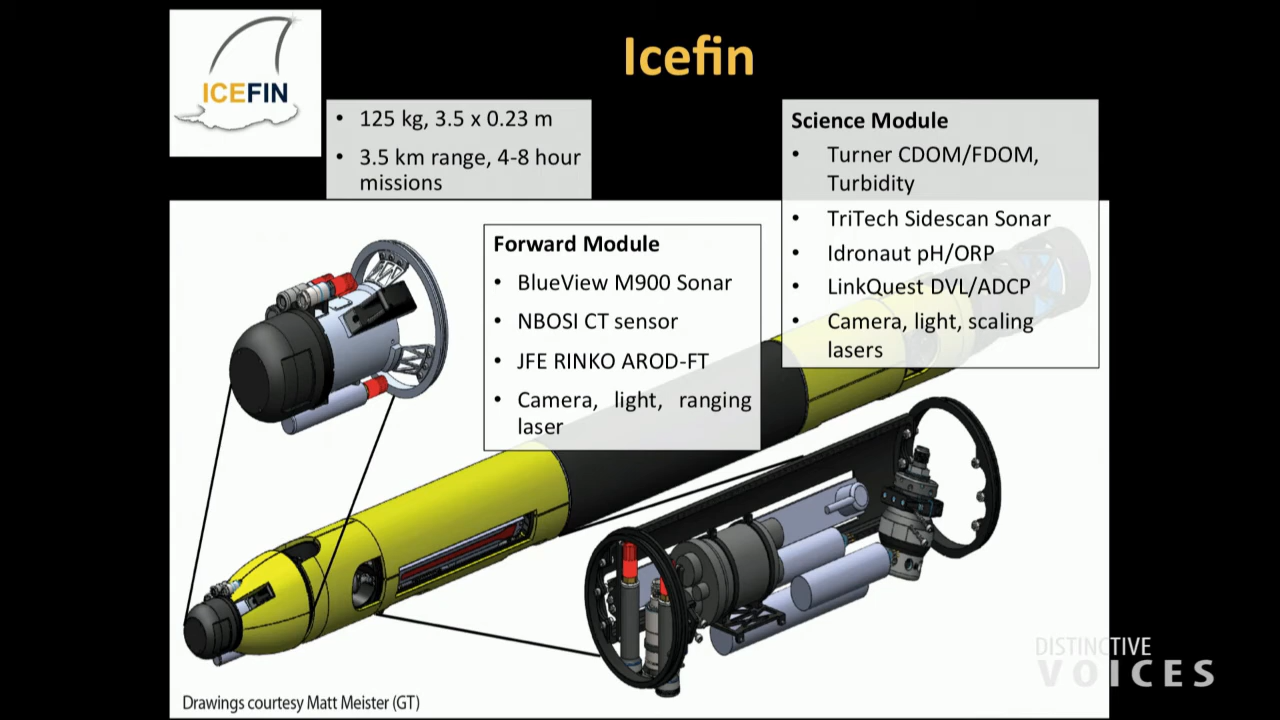 Icefin
ICEFIN
• 125 kg, 3.5 x 0.23 m
• 3.5 km range, 4-8 hour
missions
Forward Module
• BlueView M900 Sonar
• NBOSI CT sensor
• JFE RINKO AROD-FT
• Camera, light, ranging
laser
Science Module
• Turner CDOM/FDOM,
Turbidity
• TriTech Sidescan Sonar
• Idronaut pH/ORP
• LinkQuest DVL/ADCP
• Camera, light, scaling
lasers
Drawings courtesy Matt Meister (GT)
DISTINCTIVE
VOICES